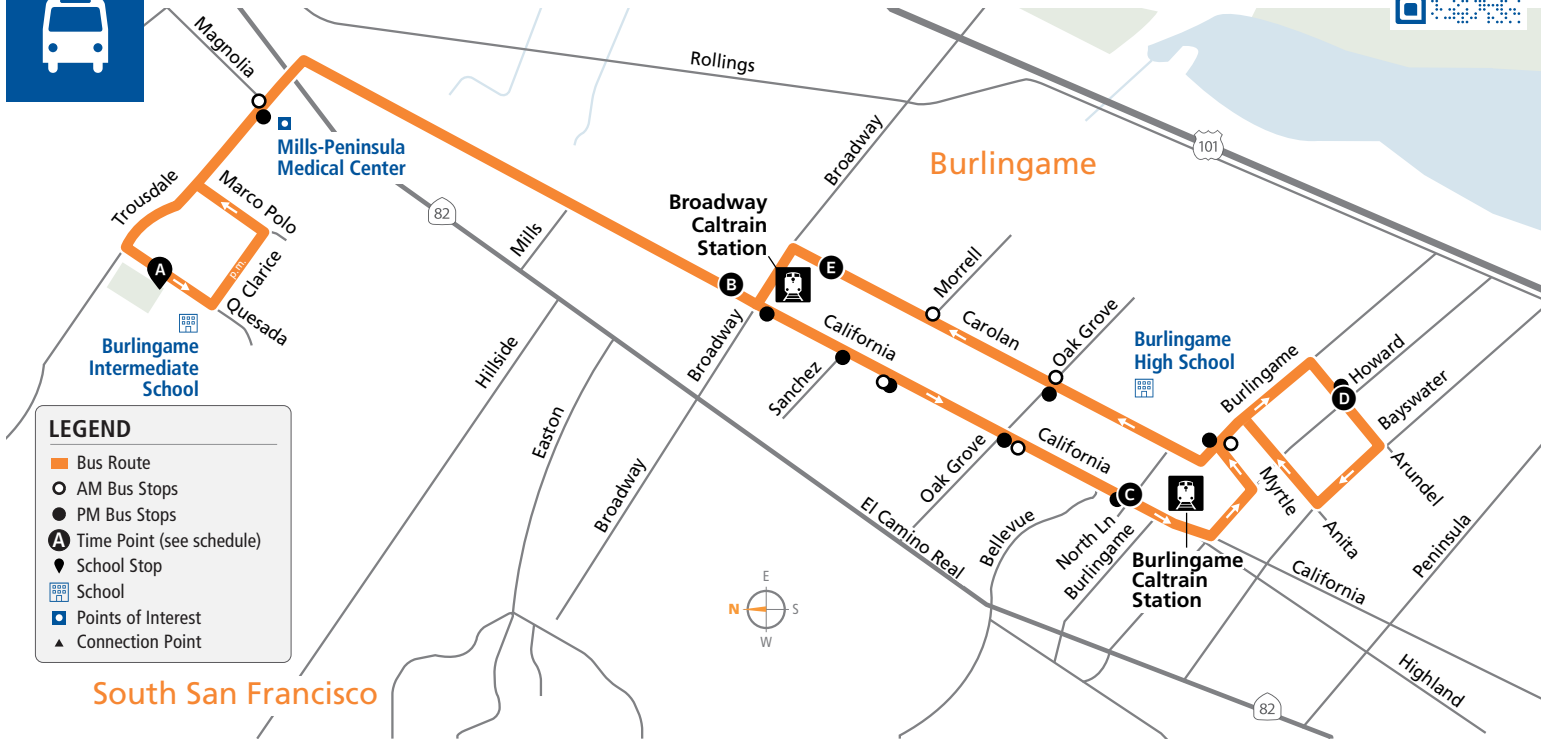 Magnolia
Rollings
Broadway
101
Burlingame
Mills-Peninsula
Medical Center
Trousdale
Marco Polo
82
Mills
Broadway
Caltrain
Station
A
p.m.
Clarice
Quesada
B
E
Morrell
Carolan
Oak Grove
California
Broadway
Sanchez
Burlingame
High School
Burlingame
Howard
D
Bayswater
Arundel
Burlingame
Intermediate
School
Hillside
Easton
Broadway
Oak Grove
California
C
Myrtle
Anita
Peninsula
El Camino Real
Bellevue
North Ln
Burlingame
Burlingame
Caltrain
Station
California
Highland
82
LEGEND
Bus Route
AM Bus Stops
PM Bus Stops
A Time Point (see schedule)
School Stop
School
Points of Interest
Connection Point
E
N
S
W
South San Francisco